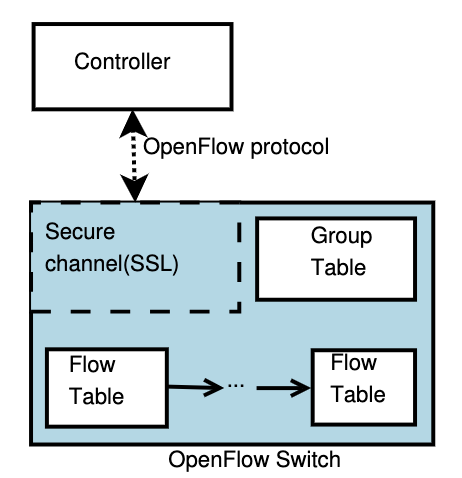 Controller
OpenFlow protocol
Secure
channel(SSL)
Group
Table
Flow
Table
...
Flow
Table
OpenFlow Switch